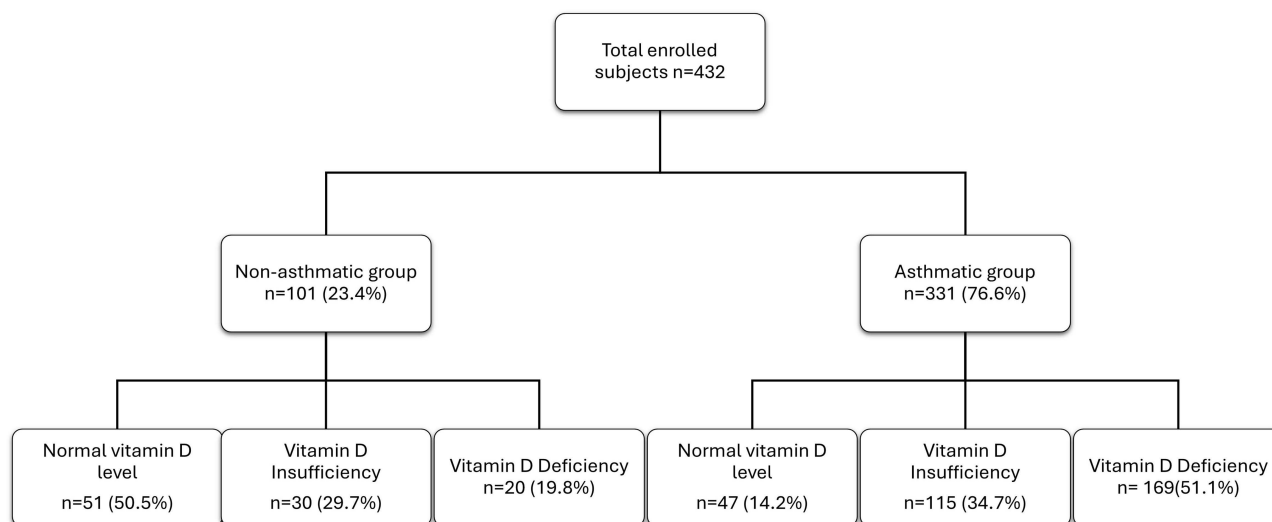 Total enrolled
subjects n=432
Non-asthmatic group
n=101 (23.4%)
Asthmatic group
n=331 (76.6%)
Normal vitamin D
level
n=51 (50.5%)
Vitamin D
Insufficiency
n=30 (29.7%)
Vitamin D Deficiency
n=20 (19.8%)
Normal vitamin D
level
n=47 (14.2%)
Vitamin D
Insufficiency
n=115 (34.7%)
Vitamin D Deficiency
n= 169(51.1%)